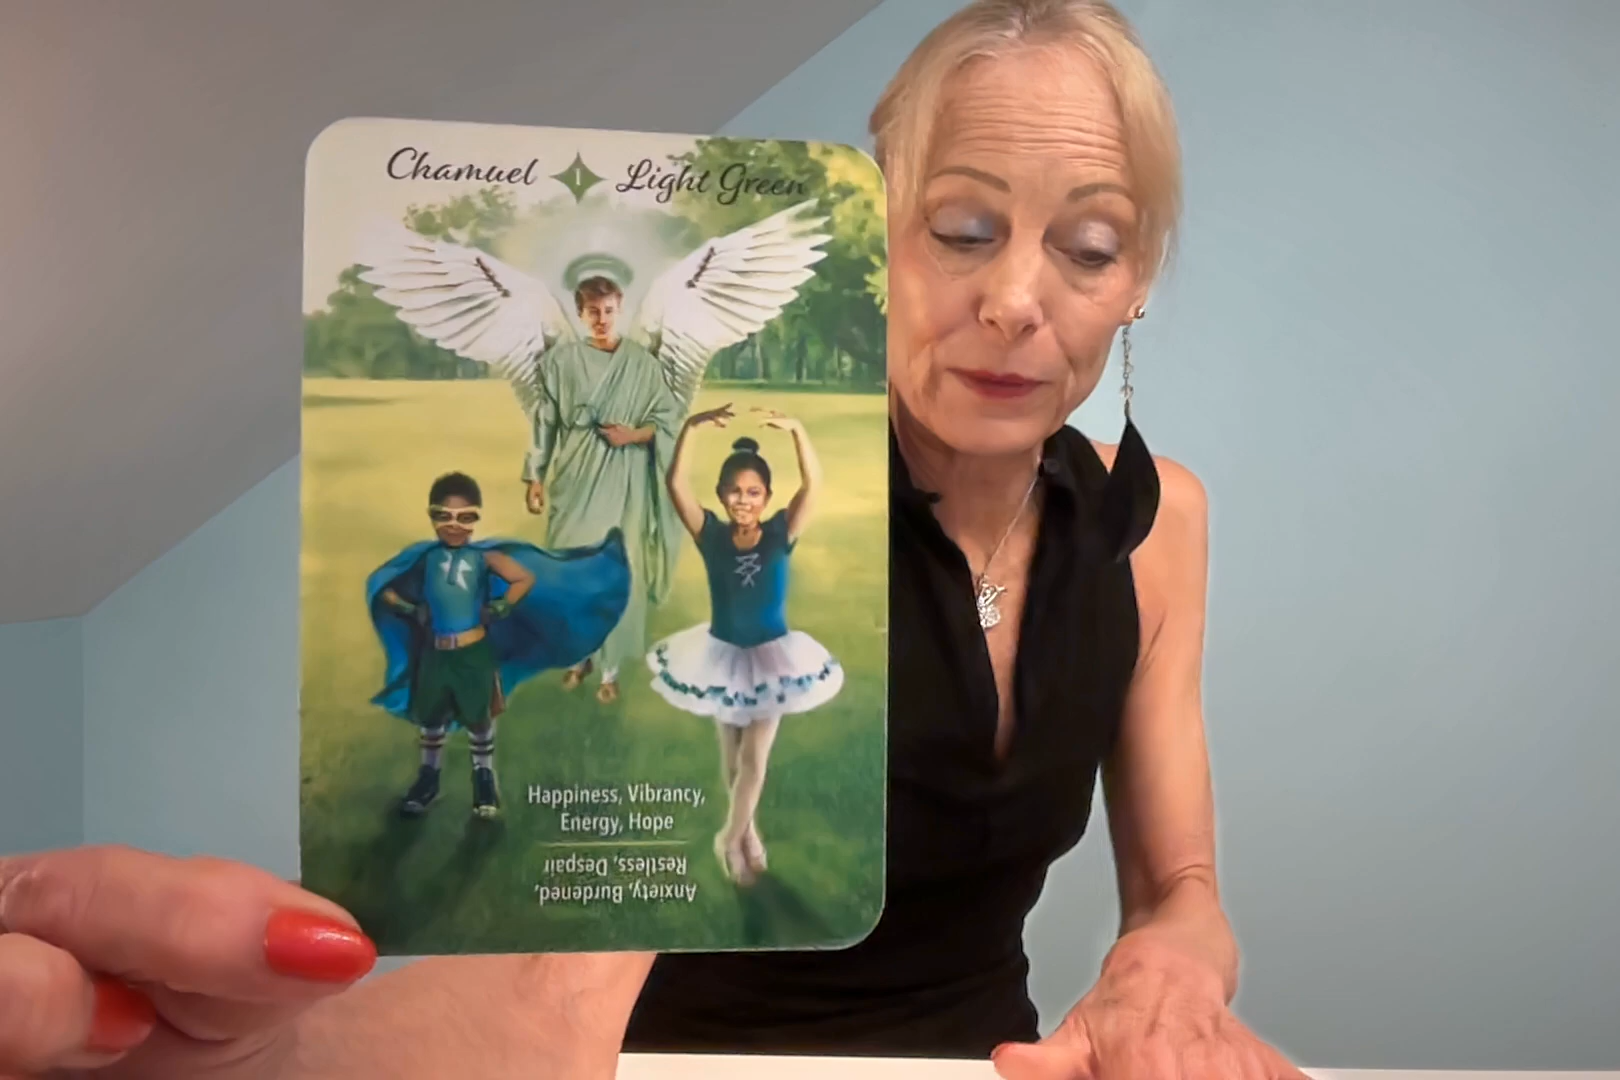 Chamuel 1 Light Green
Happiness, Vibrancy,
Energy, Hope
Anxiety, Burdened,
Restless, Despair